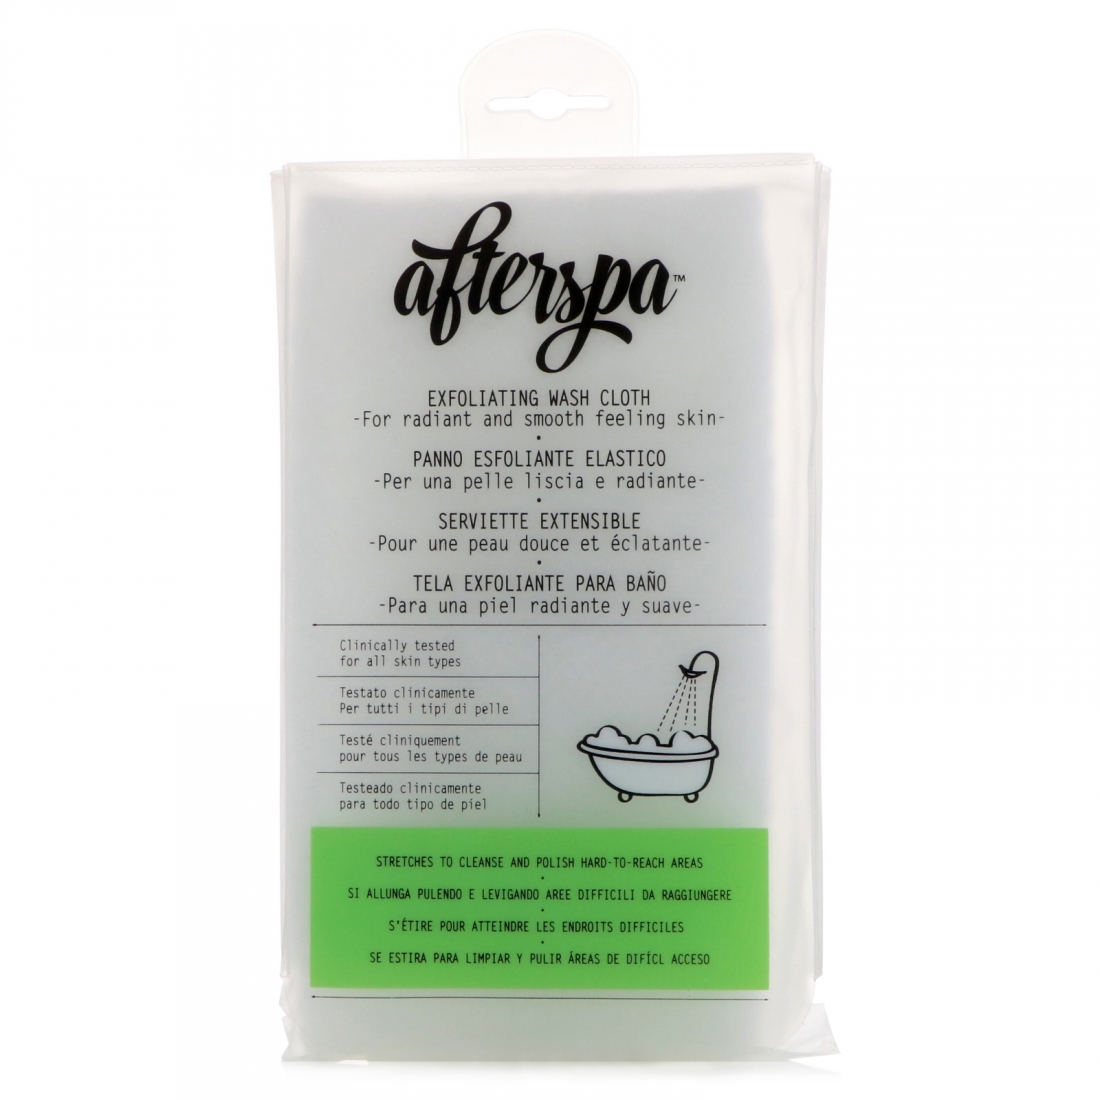 afterspa™
EXFOLIATING WASH CLOTH
-For radiant and smooth feeling skin-
•
PANNO ESFOLIANTE ELASTICO
-Per una pelle liscia e radiante-
•
SERVIETTE EXTENSIBLE
-Pour une peau douce et éclatante-
•
TELA EXFOLIANTE PARA BAÑO
-Para una piel radiante y suave-
Clinically tested
for all skin types
Testato clinicamente
Per tutti i tipi di pelle
Testé cliniquement
pour tous les types de peau
Testeado clinicamente
para todo tipo de piel
STRETCHES TO CLEANSE AND POLISH HARD-TO-REACH AREAS
•
SI ALLUNGA PULENDO E LEVIGANDO AREE DIFFICILI DA RAGGIUNGERE
•
S'ÉTIRE POUR ATTEINDRE LES ENDROITS DIFFICILES
•
SE ESTIRA PARA LIMPIAR Y PULIR ÁREAS DE DIFÍCL ACCESO